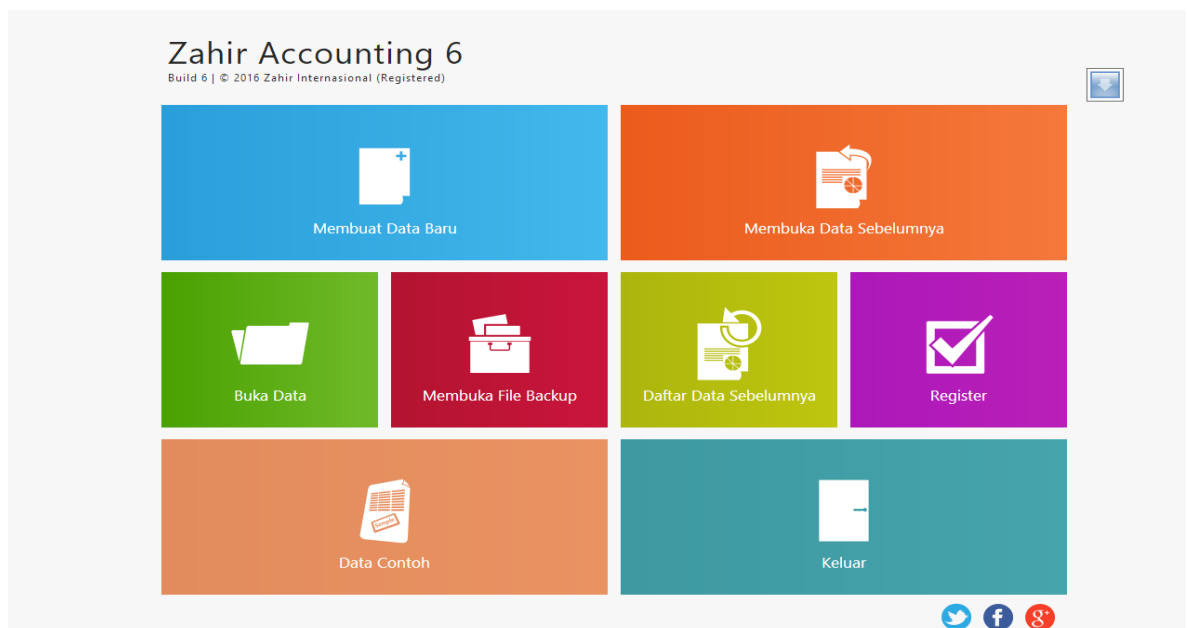 Zahir Accounting 6
Build 6 | © 2016 Zahir Internasional (Registered)
Membuat Data Baru
Membuka Data Sebelumnya
Buka Data
Membuka File Backup
Daftar Data Sebelumnya
Register
Sample
Data Contoh
Keluar
g+